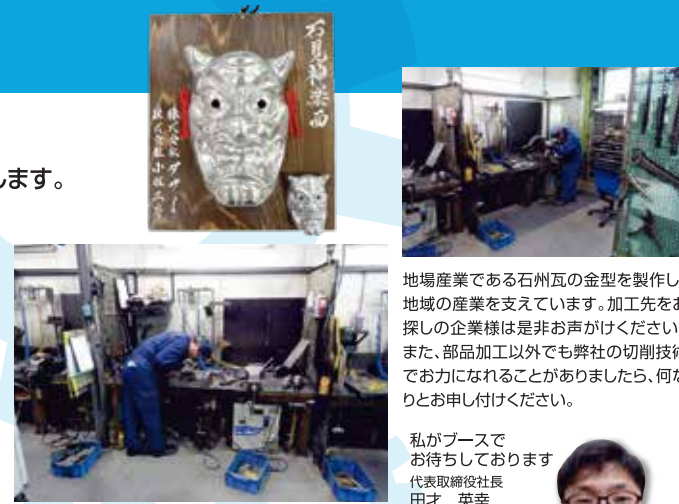 します。
石見神楽面
地場産業である石州瓦の金型を製作し
地域の産業を支えています。加工先をお
探しの企業様は是非お声がけください
また、部品加工以外でも弊社の切削技術
でお力になれることがありましたら、何な
りとお申し付けください。
私がブースで
お待ちしております
代表取締役社長
田才 英幸